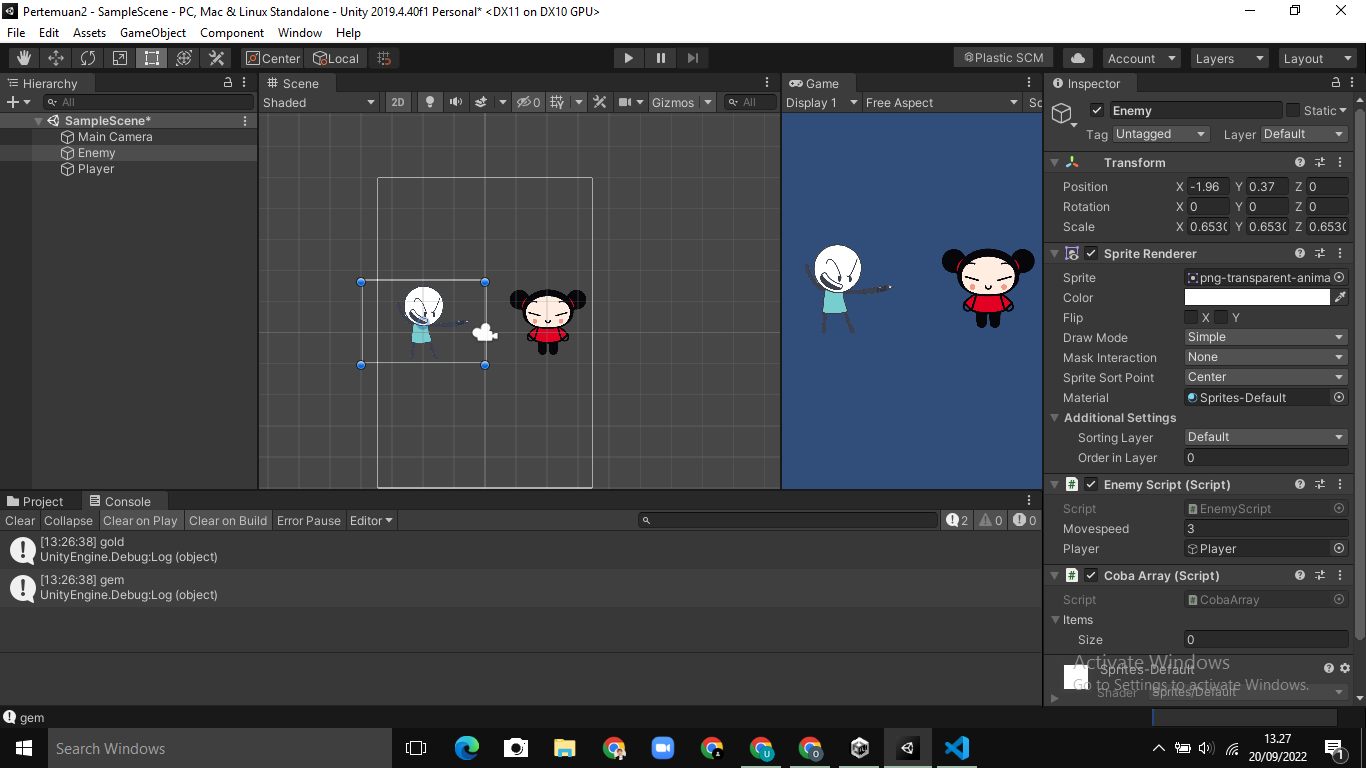 Pertemuan2 - SampleScene - PC, Mac & Linux Standalone - Unity 2019.4.40f1 Personal* <DX11 on DX10 GPU>
File Edit Assets GameObject Component Window Help
Center Local Plastic SCM Account Layers Layout
Hierarchy
All
SampleScene*
Main Camera
Enemy
Player
Scene
Shaded 2D 0 Gizmos All
Game
Display 1 Free Aspect Sc
Inspector
Enemy Static
Tag Untagged Layer Default
Transform
Position X -1.96 Y 0.37 Z 0
Rotation X 0 Y 0 Z 0
Scale X 0.6530 Y 0.6530 Z 0.6530
Sprite Renderer
Sprite png-transparent-anima
Color
Flip X Y
Draw Mode Simple
Mask Interaction None
Sprite Sort Point Center
Material Sprites-Default
Additional Settings
Sorting Layer Default
Order in Layer 0
Enemy Script (Script)
Script EnemyScript
Movespeed 3
Player Player
Coba Array (Script)
Script CobaArray
Items
Size 0
Sprites-Default
Shader Sprites/Default
Activate Windows
Go to Settings to activate Windows.
Project Console
Clear Collapse Clear on Play Clear on Build Error Pause Editor 2 0 0
[13:26:38] gold
UnityEngine.Debug:Log (object)
[13:26:38] gem
UnityEngine.Debug:Log (object)
gem
Search Windows
13.27
20/09/2022
1